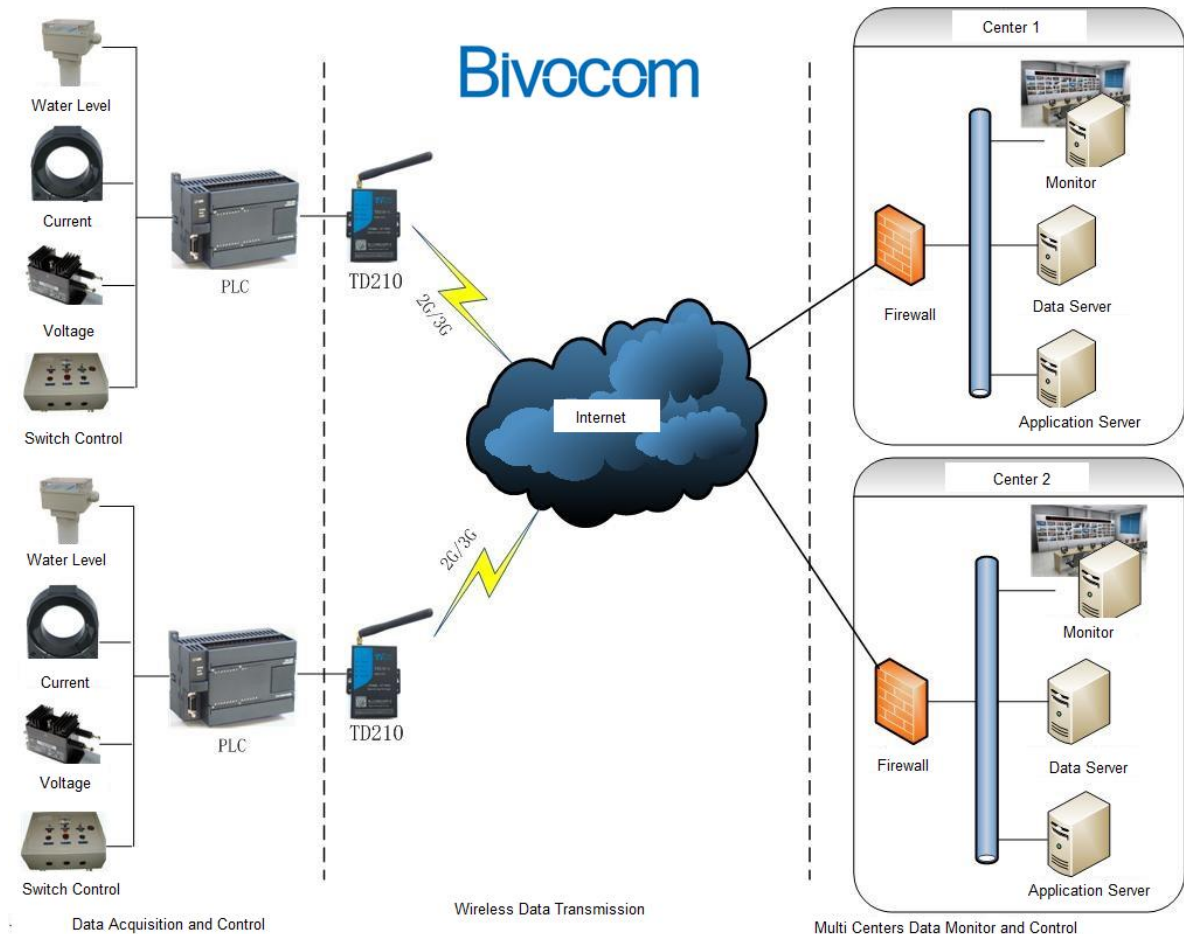 Bivocom
Water Level
Current
Voltage
Switch Control
PLC
TD210
2G/3G
Water Level
Current
Voltage
Switch Control
PLC
TD210
2G/3G
Internet
Center 1
Monitor
Firewall
Data Server
Application Server
Center 2
Monitor
Firewall
Data Server
Application Server
Data Acquisition and Control
Wireless Data Transmission
Multi Centers Data Monitor and Control